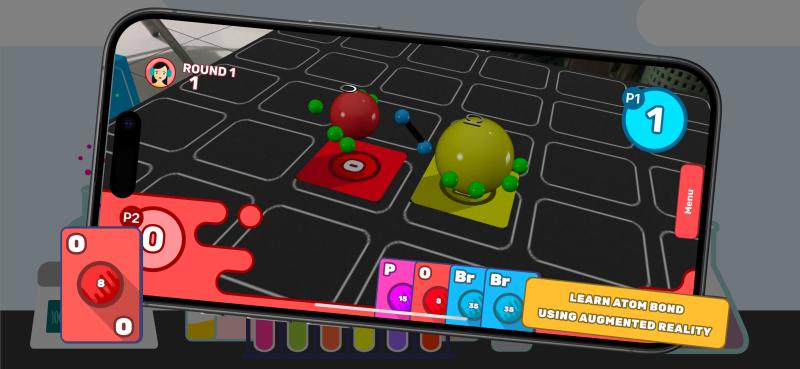 ROUND 1
1
P1
1
O
O
Menu
P2
0
O
8
O
P
15
O
8
Br
35
Br
35
LEARN ATOM BOND
USING AUGMENTED REALITY